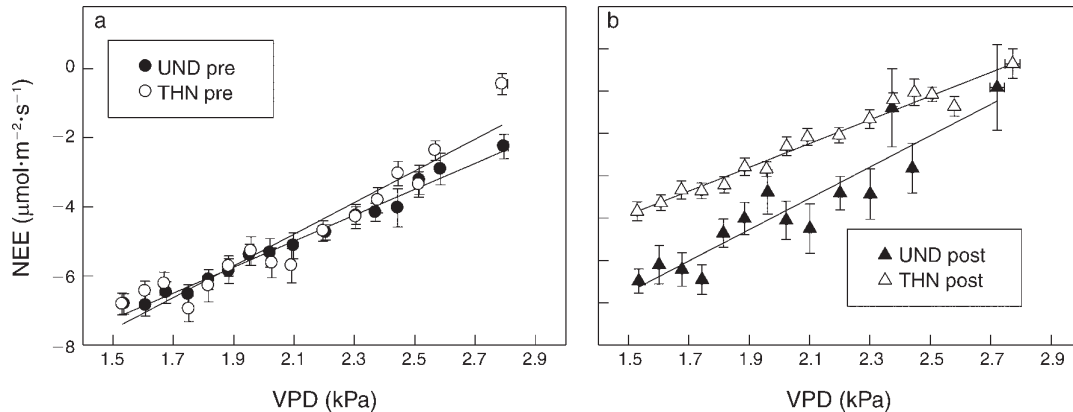 a
UND pre
THN pre
0
−2
−4
−6
−8
NEE (μmol·m−2·s−1)
1.5 1.7 1.9 2.1 2.3 2.5 2.7 2.9
VPD (kPa)
b
UND post
THN post
1.5 1.7 1.9 2.1 2.3 2.5 2.7 2.9
VPD (kPa)